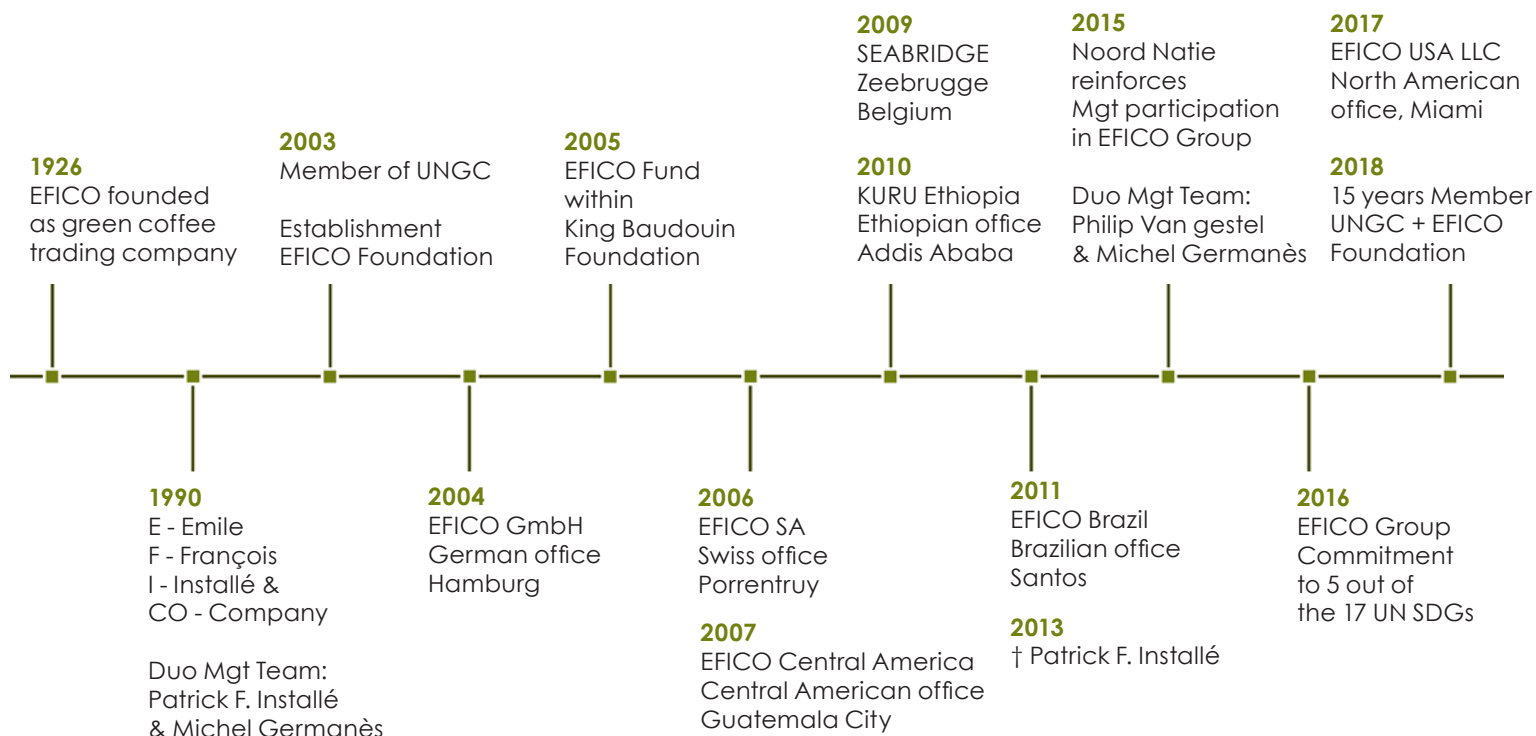 1926
EFICO founded
as green coffee
trading company
1990
E - Emile
F - François
I - Installé &
CO - Company
Duo Mgt Team:
Patrick F. Installé
& Michel Germanès
2003
Member of UNGC
Establishment
EFICO Foundation
2004
EFICO GmbH
German office
Hamburg
2005
EFICO Fund
within
King Baudouin
Foundation
2006
EFICO SA
Swiss office
Porrentruy
2007
EFICO Central America
Central American office
Guatemala City
2009
SEABRIDGE
Zeebrugge
Belgium
2010
KURU Ethiopia
Ethiopian office
Addis Ababa
2011
EFICO Brazil
Brazilian office
Santos
2013
† Patrick F. Installé
2015
Noord Natie
reinforces
Mgt participation
in EFICO Group
Duo Mgt Team:
Philip Van gestel
& Michel Germanès
2016
EFICO Group
Commitment
to 5 out of
the 17 UN SDGs
2017
EFICO USA LLC
North American
office, Miami
2018
15 years Member
UNGC + EFICO
Foundation